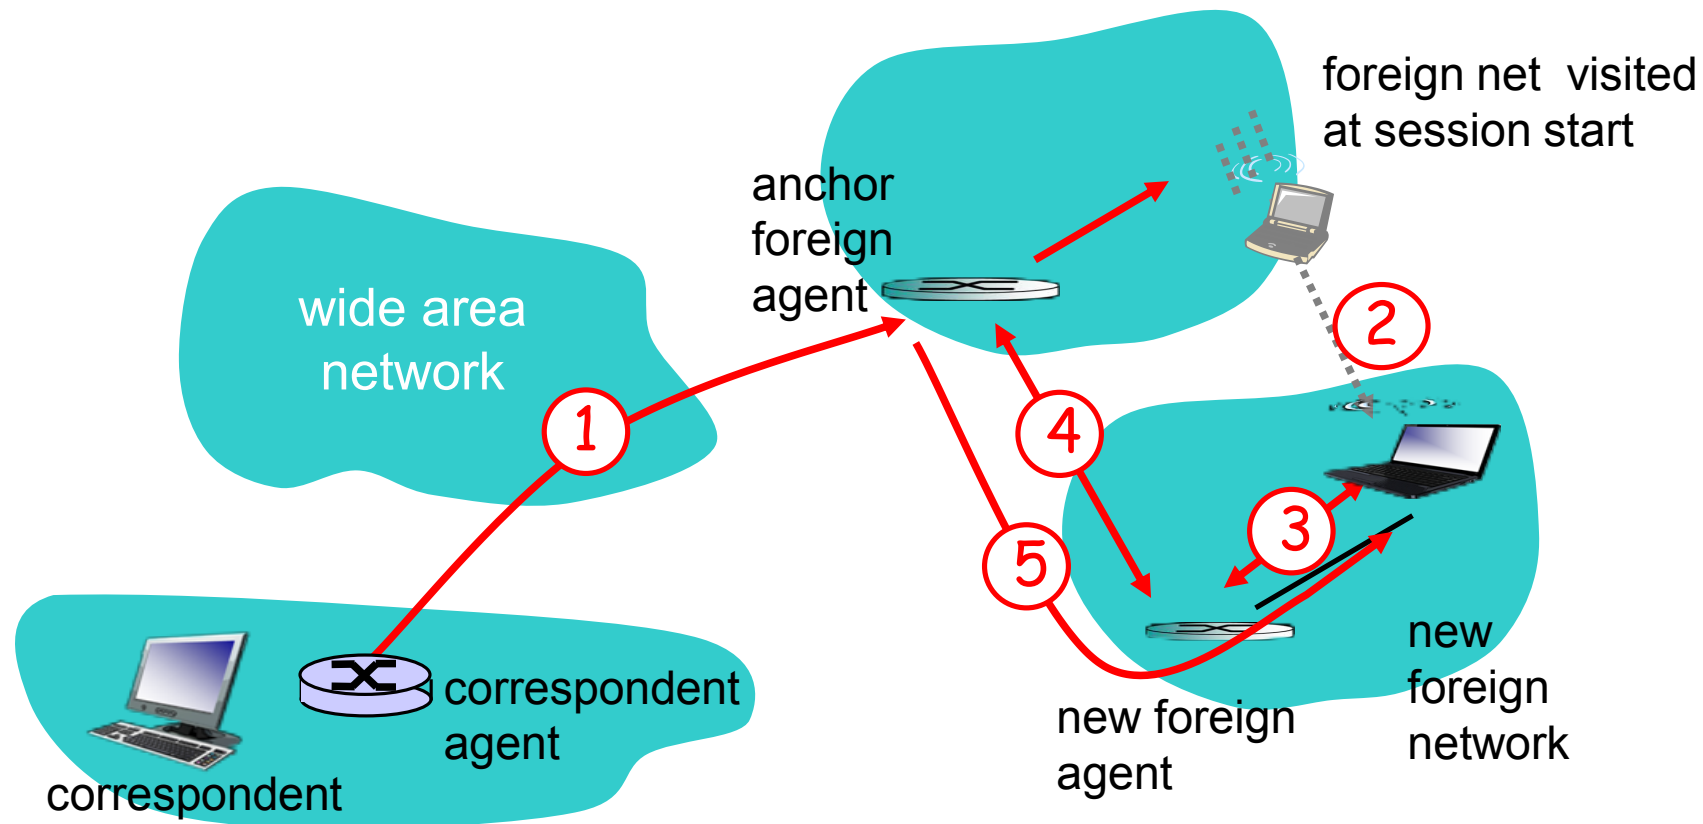 foreign net visited
at session start
anchor
foreign
agent
wide area
network
1
2
4
3
5
correspondent
agent
correspondent
new foreign
agent
new
foreign
network